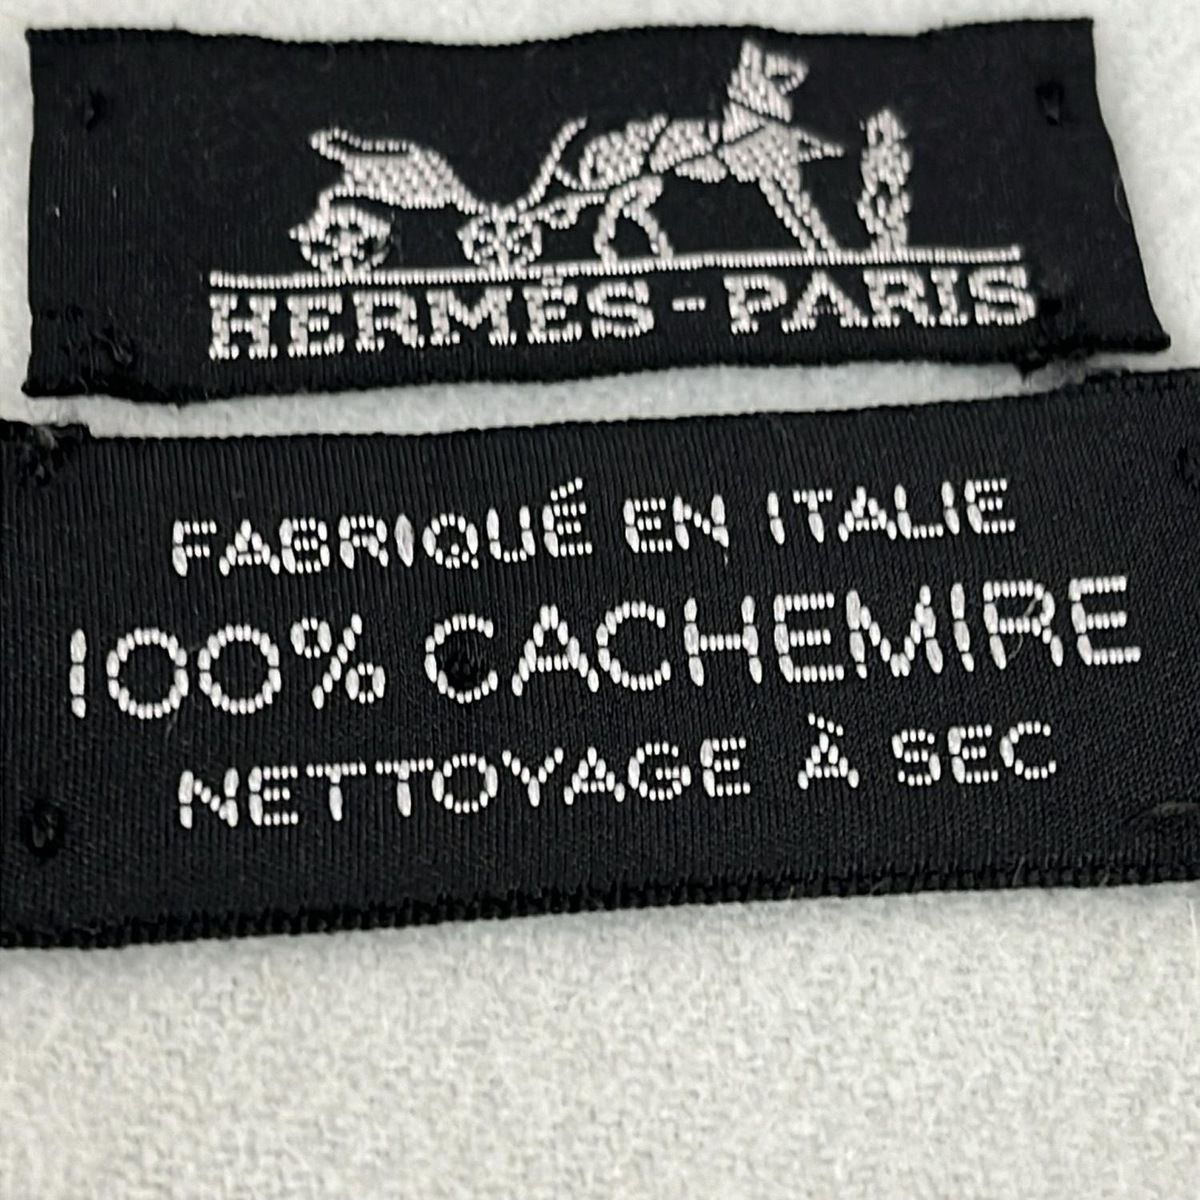 HERMÈS-PARIS
FABRIQUÉ EN ITALIE
100% CACHEMIRE
NETTOYAGE À SEC